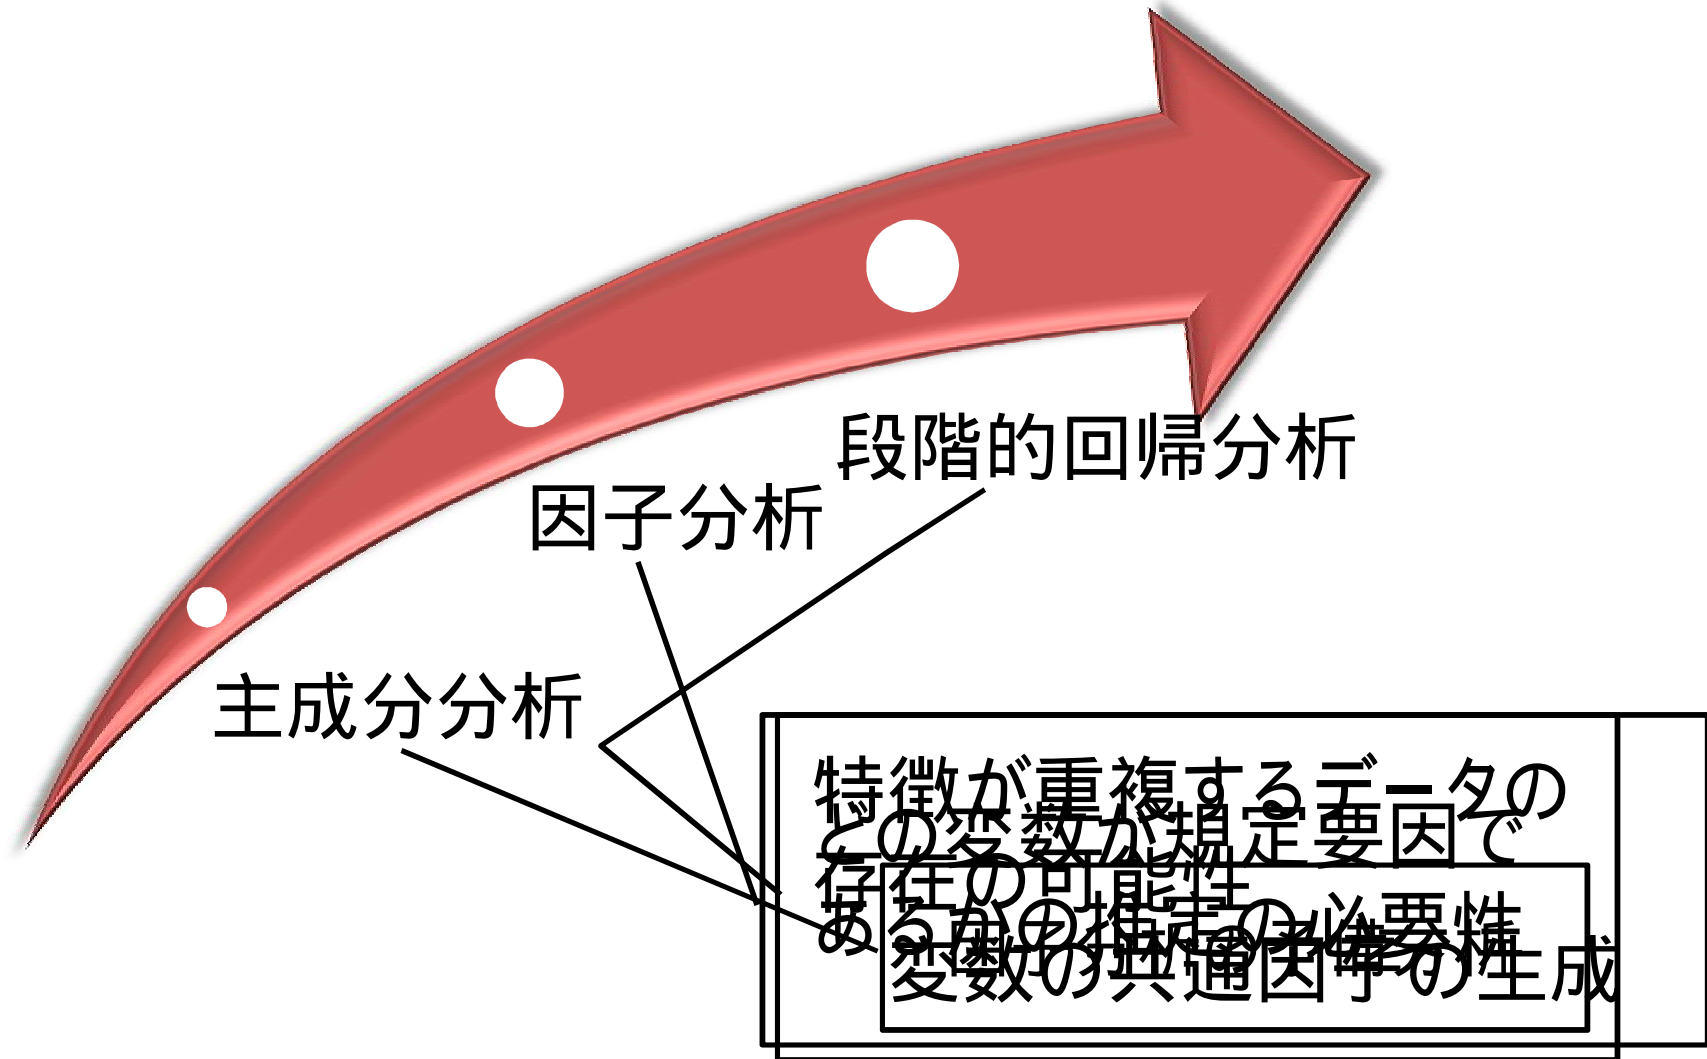 段階的回帰分析
因子分析
主成分分析
特徴が重複するデータの
存在の可能性
どの変数が規定要因で
あるかの推定の必要性
変数の共通因子の生成